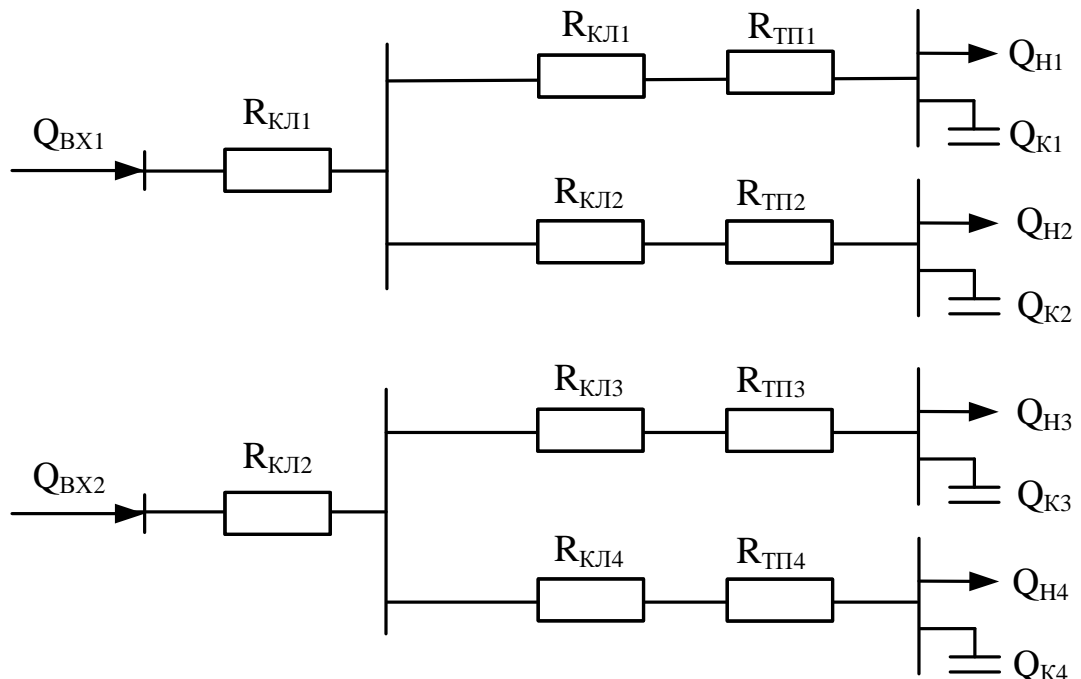 R_КЛ1 R_ТП1
Q_Н1
Q_ВХ1 R_КЛ1
Q_К1
R_КЛ2 R_ТП2
Q_Н2
Q_К2
R_КЛ3 R_ТП3
Q_Н3
Q_ВХ2 R_КЛ2
Q_К3
R_КЛ4 R_ТП4
Q_Н4
Q_К4